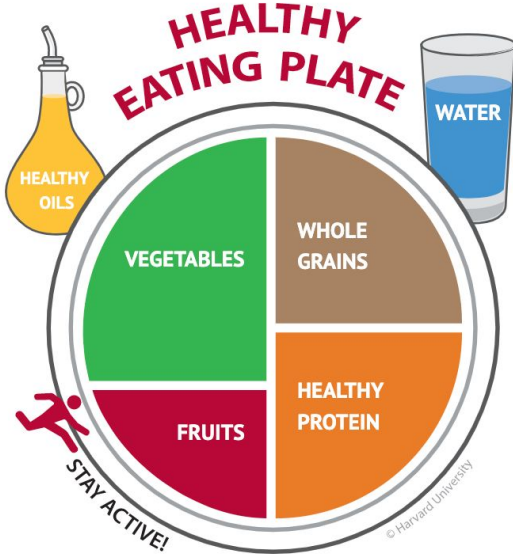 HEALTHY
EATING PLATE
HEALTHY
OILS
WATER
VEGETABLES
WHOLE
GRAINS
FRUITS
HEALTHY
PROTEIN
STAY ACTIVE!
© Harvard University